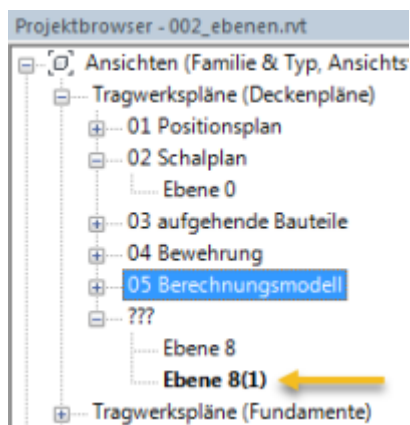 Projektbrowser - 002_ebenen.rvt
Ansichten (Familie & Typ, Ansichts
Tragwerkspläne (Deckenpläne)
01 Positionsplan
02 Schalplan
Ebene 0
03 aufgehende Bauteile
04 Bewehrung
05 Berechnungsmodell
???
Ebene 8
Ebene 8(1)
Tragwerkspläne (Fundamente)